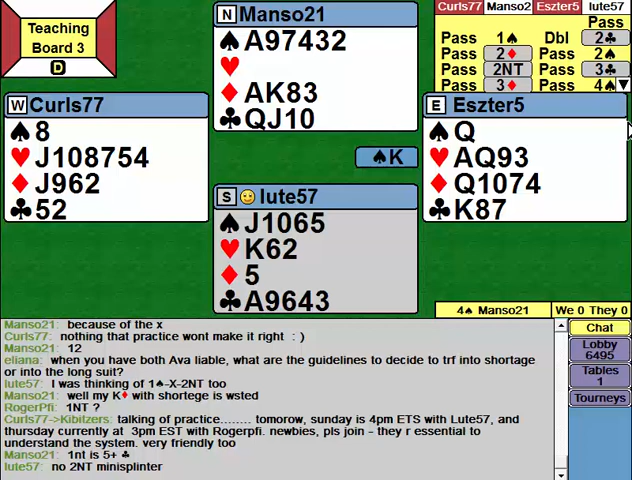 Teaching
Board 3
D
N Manso21
♠ A97432
♥
♦ AK83
♣ QJ10
Curls77 Manso2 Eszter5 lute57
Pass
Pass 1♠ Dbl 2♣
Pass 2♦ Pass 2♠
Pass 2NT Pass 3♣
Pass 3♦ Pass 4♠
W Curls77
♠ 8
♥ J108754
♦ J962
♣ 52
♠K
E Eszter5
♠ Q
♥ AQ93
♦ Q1074
♣ K87
S lute57
♠ J1065
♥ K62
♦ 5
♣ A9643
4♠ Manso21 We 0 They 0
Manso21: because of the x
Curls77: nothing that practice wont make it right : )
Manso21: 12
eliana: when you have both Ava liable, what are the guidelines to decide to trf into shortage
or into the long suit?
lute57: I was thinking of 1♠-X-2NT too
Manso21: well my K♦ with shortege is wsted
RogerPfi: 1NT ?
Curls77->Kibitzers: talking of practice........ tomorow, sunday is 4pm ETS with Lute57, and
thursday currently at 3pm EST with Rogerpfi. newbies, pls join - they r essential to
understand the system. very friendly too
Manso21: 1nt is 5+ ♣
lute57: no 2NT minisplinter
Chat
Lobby
6495
Tables
1
Tourneys